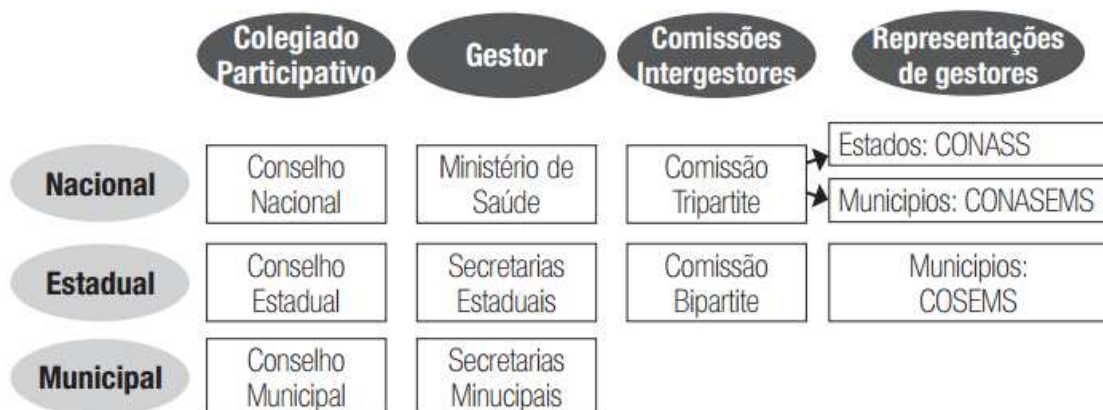 Colegiado
Participativo
Gestor
Comissões
Intergestores
Representações
de gestores
Nacional
Conselho
Nacional
Ministério de
Saúde
Comissão
Tripartite
Estados: CONASS
Municipios: CONASEMS
Estadual
Conselho
Estadual
Secretarias
Estaduais
Comissão
Bipartite
Municipios:
COSEMS
Municipal
Conselho
Municipal
Secretarias
Minucipais